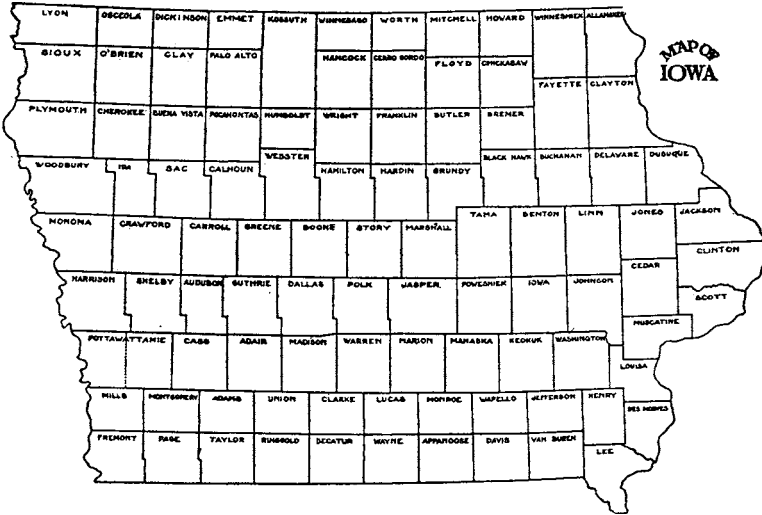 LYON OSCEOLA DICKINSON EMMET KOSSUTH WINNEBAGO WORTH MITCHELL HOWARD WINNESHIEK ALLAMAKEE
MAP OF
IOWA
SIOUX O'BRIEN CLAY PALO ALTO HANCOCK CERRO GORDO FLOYD CHICKASAW
FAYETTE CLAYTON
PLYMOUTH CHEROKEE BUENA VISTA POCAHONTAS HUMBOLDT WRIGHT FRANKLIN BUTLER BREMER
WOODBURY IDA SAC CALHOUN WEBSTER HAMILTON HARDIN GRUNDY BLACK HAWK BUCHANAN DELAWARE DUBUQUE
MONONA CRAWFORD CARROLL GREENE BOONE STORY MARSHALL TAMA BENTON LINN JONES JACKSON
CLINTON
HARRISON SHELBY AUDUBON GUTHRIE DALLAS POLK JASPER POWESHIEK IOWA JOHNSON CEDAR
SCOTT
MUSCATINE
POTTAWATTAMIE CASS ADAIR MADISON WARREN MARION MAHASKA KEOKUK WASHINGTON
LOUISA
MILLS MONTGOMERY ADAMS UNION CLARKE LUCAS MONROE WAPELLO JEFFERSON HENRY
DES MOINES
FREMONT PAGE TAYLOR RINGGOLD DECATUR WAYNE APPANOOSE DAVIS VAN BUREN
LEE